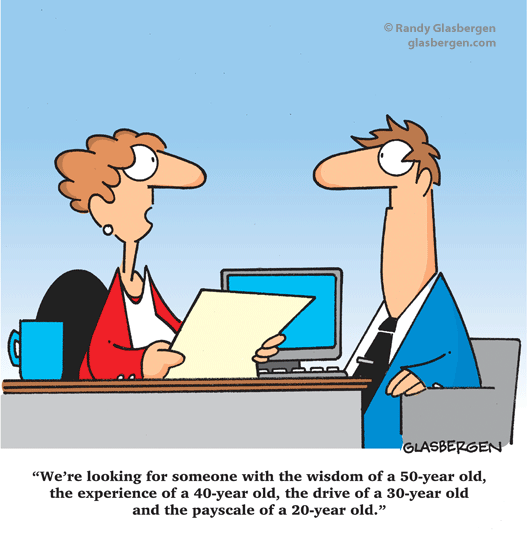 © Randy Glasbergen
glasbergen.com
GLASBERGEN
“We’re looking for someone with the wisdom of a 50-year old,
the experience of a 40-year old, the drive of a 30-year old
and the payscale of a 20-year old.”